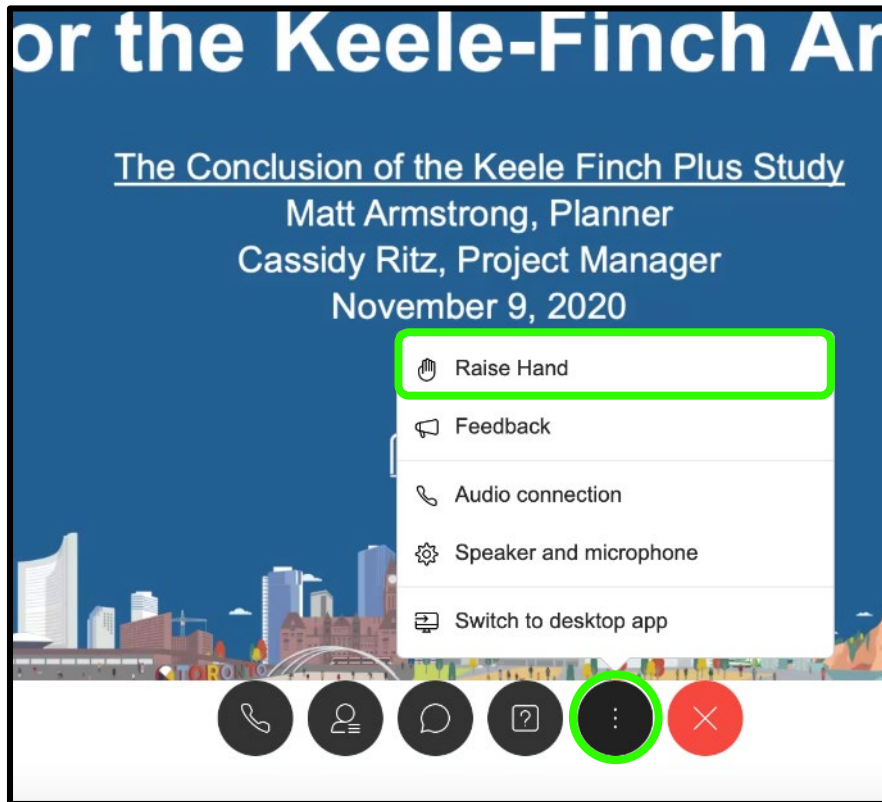 or the Keele-Finch Ar
The Conclusion of the Keele Finch Plus Study
Matt Armstrong, Planner
Cassidy Ritz, Project Manager
November 9, 2020
Raise Hand
Feedback
Audio connection
Speaker and microphone
Switch to desktop app
TORONTO